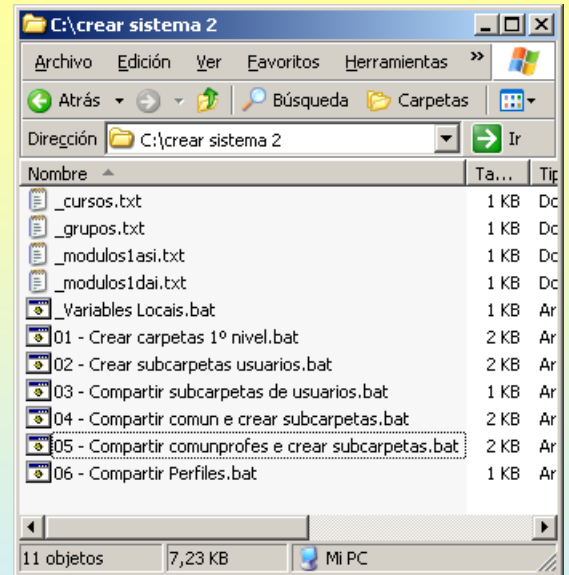 C:\crear sistema 2
Archivo Edición Ver Favoritos Herramientas »
Atrás Búsqueda Carpetas
Dirección C:\crear sistema 2 Ir
Nombre Ta... Tip
_cursos.txt 1 KB Do
_grupos.txt 1 KB Do
_modulos1asi.txt 1 KB Do
_modulos1dai.txt 1 KB Do
_Variables Locais.bat 1 KB Ar
01 - Crear carpetas 1º nivel.bat 2 KB Ar
02 - Crear subcarpetas usuarios.bat 2 KB Ar
03 - Compartir subcarpetas de usuarios.bat 1 KB Ar
04 - Compartir comun e crear subcarpetas.bat 2 KB Ar
05 - Compartir comunprofes e crear subcarpetas.bat 2 KB Ar
06 - Compartir Perfiles.bat 1 KB Ar
11 objetos 7,23 KB Mi PC